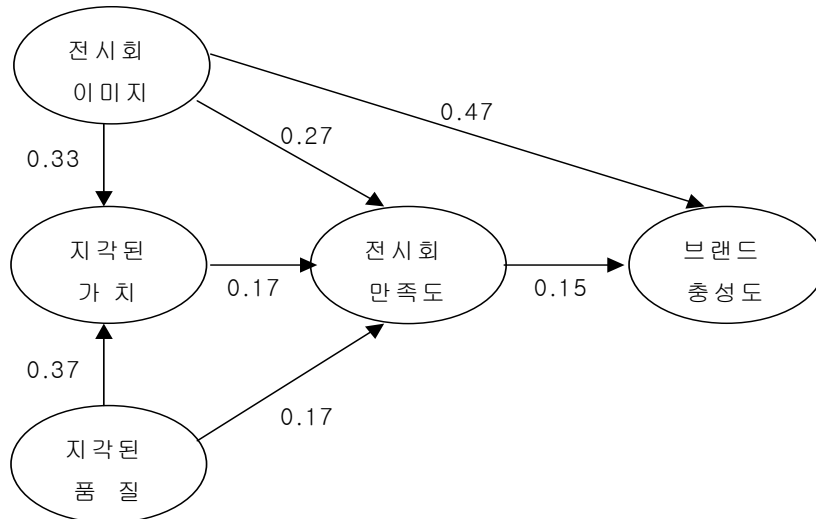 전시회
이미지
0.47
0.27
0.33
지각된
가 치
전시회
만족도
브랜드
충성도
0.17
0.15
0.37
0.17
지각된
품 질